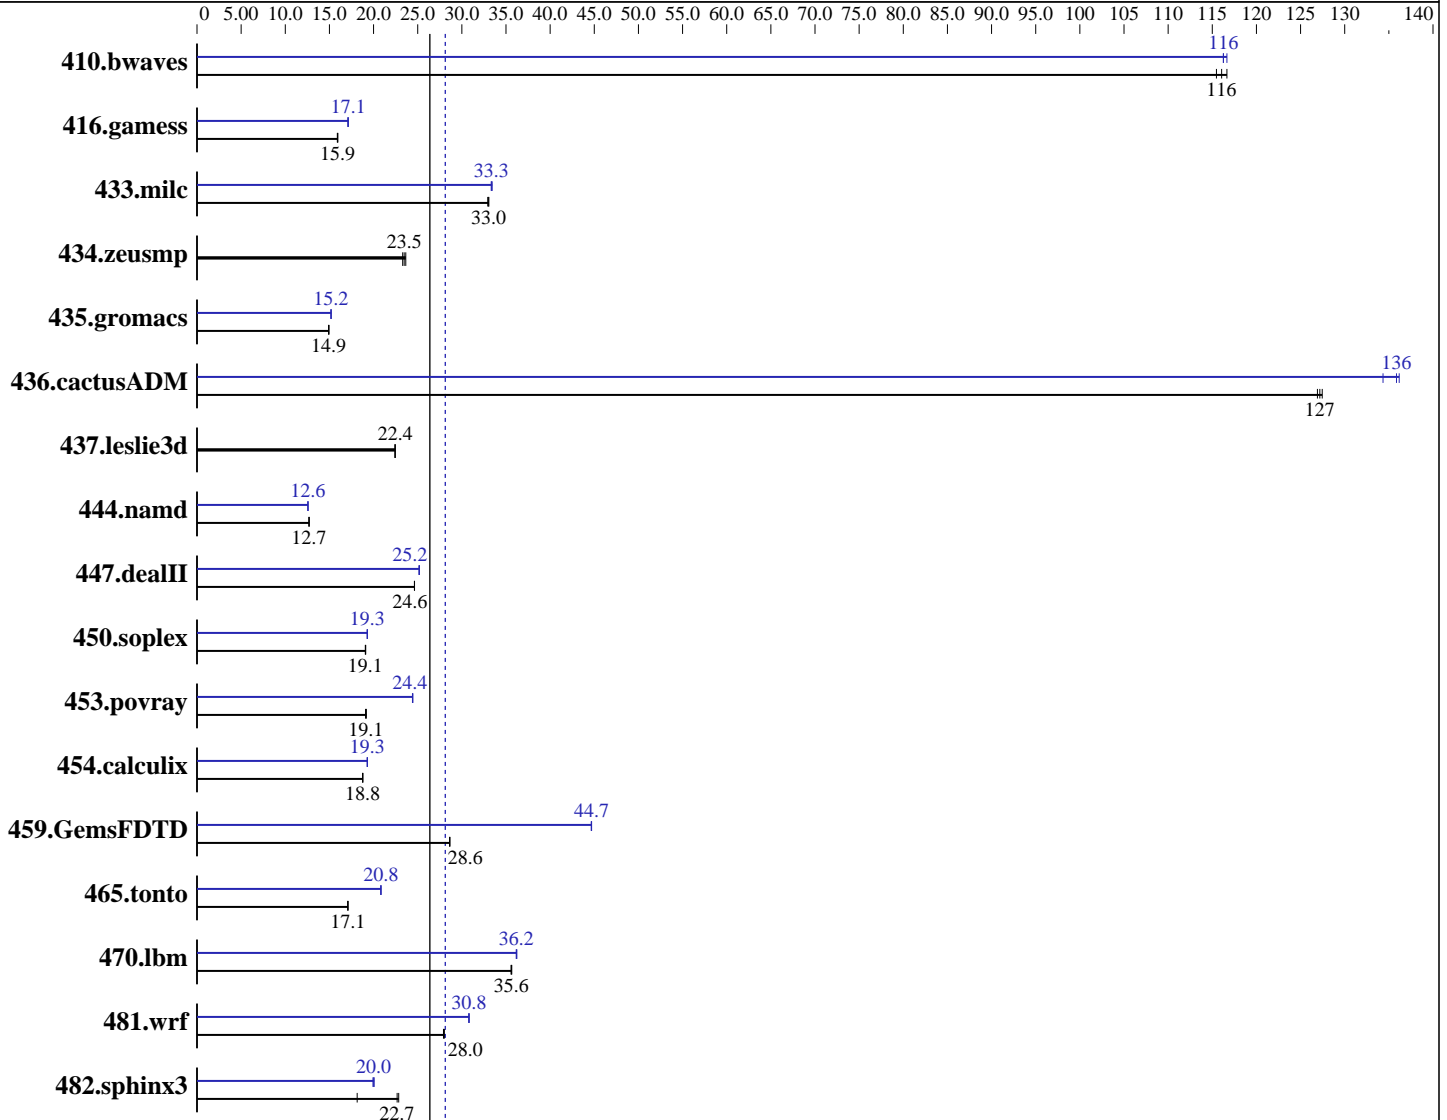 0 5.00 10.0 15.0 20.0 25.0 30.0 35.0 40.0 45.0 50.0 55.0 60.0 65.0 70.0 75.0 80.0 85.0 90.0 95.0 100 105 110 115 120 125 130 140
116
410.bwaves
116
17.1
416.gamess
15.9
33.3
433.milc
33.0
23.5
434.zeusmp
15.2
435.gromacs
14.9
136
436.cactusADM
127
22.4
437.leslie3d
12.6
444.namd
12.7
25.2
447.dealII
24.6
19.3
450.soplex
19.1
24.4
453.povray
19.1
19.3
454.calculix
18.8
44.7
459.GemsFDTD
28.6
20.8
465.tonto
17.1
36.2
470.lbm
35.6
30.8
481.wrf
28.0
20.0
482.sphinx3
22.7